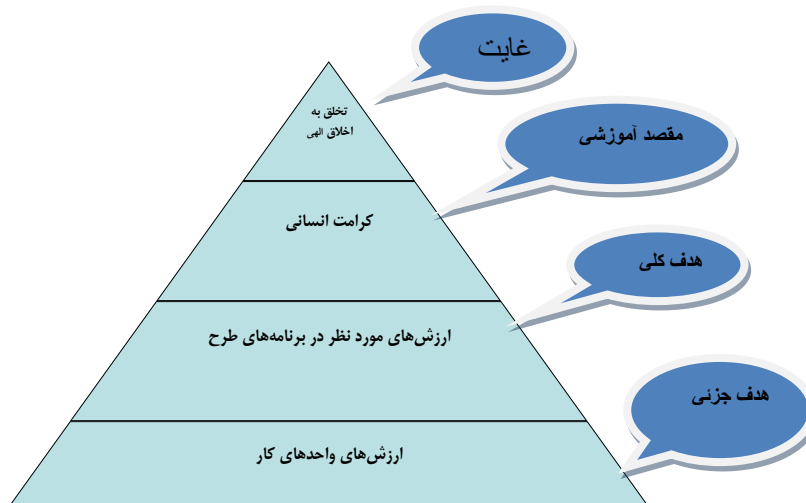 غایت
تخلق به
اخلاق الهی
مقصد آموزشی
کرامت انسانی
هدف کلی
ارزش‌های مورد نظر در برنامه‌های طرح
هدف جزئی
ارزش‌های واحدهای کار